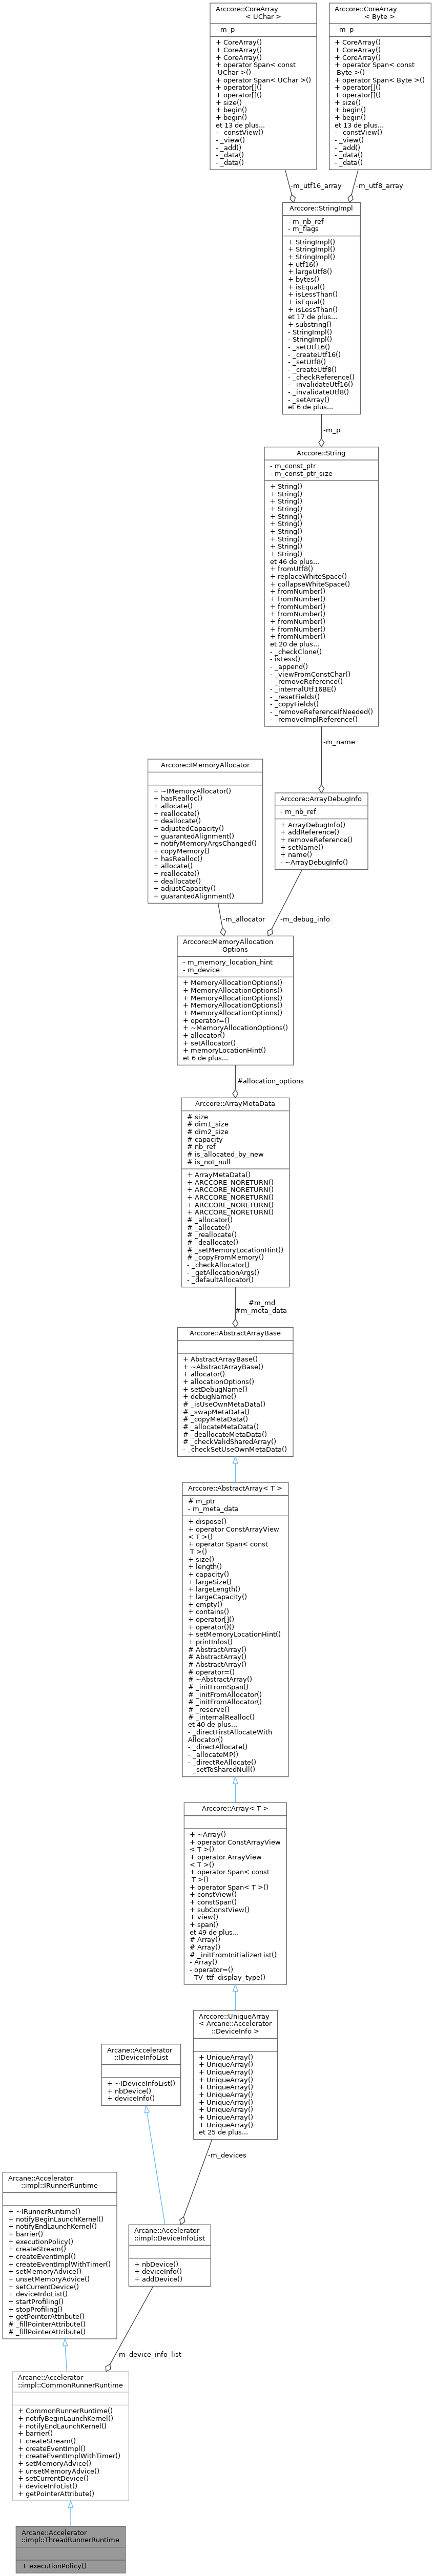 Arccore::CoreArray
< UChar >
- m_p
+ CoreArray()
+ CoreArray()
+ CoreArray()
+ operator Span< const
UChar >()
+ operator Span< UChar >()
+ operator[]()
+ operator[]()
+ size()
+ begin()
+ begin()
et 13 de plus...
- _constView()
- _view()
- _add()
- _data()
- _data()
Arccore::CoreArray
< Byte >
- m_p
+ CoreArray()
+ CoreArray()
+ CoreArray()
+ operator Span< const
Byte >()
+ operator Span< Byte >()
+ operator[]()
+ operator[]()
+ size()
+ begin()
+ begin()
et 13 de plus...
- _constView()
- _view()
- _add()
- _data()
- _data()
-m_utf16_array
-m_utf8_array
Arccore::StringImpl
- m_nb_ref
- m_flags
+ StringImpl()
+ StringImpl()
+ StringImpl()
+ utf16()
+ largeUtf8()
+ bytes()
+ isEqual()
+ isLessThan()
+ isEqual()
+ isLessThan()
et 17 de plus...
+ substring()
- StringImpl()
- StringImpl()
- _setUtf16()
- _createUtf16()
- _setUtf8()
- _createUtf8()
- _checkReference()
- _invalidateUtf16()
- _invalidateUtf8()
- _setArray()
et 6 de plus...
-m_p
Arccore::String
- m_const_ptr
- m_const_ptr_size
+ String()
+ String()
+ String()
+ String()
+ String()
+ String()
+ String()
+ String()
+ String()
+ String()
et 46 de plus...
+ fromUtf8()
+ replaceWhiteSpace()
+ collapseWhiteSpace()
+ fromNumber()
+ fromNumber()
+ fromNumber()
+ fromNumber()
+ fromNumber()
+ fromNumber()
+ fromNumber()
et 20 de plus...
- _checkClone()
- isLess()
- _append()
- _viewFromConstChar()
- _removeReference()
- _internalUtf16BE()
- _resetFields()
- _copyFields()
- _removeReferenceIfNeeded()
- _removeImplReference()
-m_name
Arccore::IMemoryAllocator
+ ~IMemoryAllocator()
+ hasRealloc()
+ allocate()
+ reallocate()
+ deallocate()
+ adjustedCapacity()
+ guarantedAlignment()
+ notifyMemoryArgsChanged()
+ copyMemory()
+ hasRealloc()
+ allocate()
+ reallocate()
+ deallocate()
+ adjustCapacity()
+ guarantedAlignment()
Arccore::ArrayDebugInfo
- m_nb_ref
+ ArrayDebugInfo()
+ addReference()
+ removeReference()
+ setName()
+ name()
- ~ArrayDebugInfo()
-m_allocator
-m_debug_info
Arccore::MemoryAllocation
Options
- m_memory_location_hint
- m_device
+ MemoryAllocationOptions()
+ MemoryAllocationOptions()
+ MemoryAllocationOptions()
+ MemoryAllocationOptions()
+ MemoryAllocationOptions()
+ operator=()
+ ~MemoryAllocationOptions()
+ allocator()
+ setAllocator()
+ memoryLocationHint()
et 6 de plus...
#allocation_options
Arccore::ArrayMetaData
# size
# dim1_size
# dim2_size
# capacity
# nb_ref
# is_allocated_by_new
# is_not_null
+ ArrayMetaData()
+ ARCCORE_NORETURN()
+ ARCCORE_NORETURN()
+ ARCCORE_NORETURN()
+ ARCCORE_NORETURN()
+ ARCCORE_NORETURN()
# _allocator()
# _allocate()
# _reallocate()
# _deallocate()
# _setMemoryLocationHint()
# _copyFromMemory()
- _checkAllocator()
- _getAllocationArgs()
- _defaultAllocator()
#m_md
#m_meta_data
Arccore::AbstractArrayBase
+ AbstractArrayBase()
+ ~AbstractArrayBase()
+ allocator()
+ allocationOptions()
+ setDebugName()
+ debugName()
# _isUseOwnMetaData()
# _swapMetaData()
# _copyMetaData()
# _allocateMetaData()
# _deallocateMetaData()
# _checkValidSharedArray()
- _checkSetUseOwnMetaData()
Arccore::AbstractArray< T >
# m_ptr
- m_meta_data
+ dispose()
+ operator ConstArrayView
< T >()
+ operator Span< const
T >()
+ size()
+ length()
+ capacity()
+ largeSize()
+ largeLength()
+ largeCapacity()
+ empty()
+ contains()
+ operator[]()
+ operator()()
+ setMemoryLocationHint()
+ printInfos()
# AbstractArray()
# AbstractArray()
# AbstractArray()
# operator=()
# ~AbstractArray()
# _initFromSpan()
# _initFromAllocator()
# _initFromAllocator()
# _reserve()
# _internalRealloc()
et 40 de plus...
- _directFirstAllocateWith
Allocator()
- _directAllocate()
- _allocateMP()
- _directReAllocate()
- _setToSharedNull()
Arccore::Array< T >
+ ~Array()
+ operator ConstArrayView
< T >()
+ operator ArrayView
< T >()
+ operator Span< const
T >()
+ operator Span< T >()
+ constView()
+ constSpan()
+ subConstView()
+ view()
+ span()
et 49 de plus...
# Array()
# Array()
# _initFromInitializerList()
- Array()
- operator=()
- TV_ttf_display_type()
Arccore::UniqueArray
< Arcane::Accelerator
::DeviceInfo >
+ UniqueArray()
+ UniqueArray()
+ UniqueArray()
+ UniqueArray()
+ UniqueArray()
+ UniqueArray()
+ UniqueArray()
+ UniqueArray()
+ UniqueArray()
+ UniqueArray()
et 25 de plus...
Arcane::Accelerator
::IDeviceInfoList
+ ~IDeviceInfoList()
+ nbDevice()
+ deviceInfo()
-m_devices
Arcane::Accelerator
::impl::IRunnerRuntime
+ ~IRunnerRuntime()
+ notifyBeginLaunchKernel()
+ notifyEndLaunchKernel()
+ barrier()
+ executionPolicy()
+ createStream()
+ createEventImpl()
+ createEventImplWithTimer()
+ setMemoryAdvice()
+ unsetMemoryAdvice()
+ setCurrentDevice()
+ deviceInfoList()
+ startProfiling()
+ stopProfiling()
+ getPointerAttribute()
# _fillPointerAttribute()
# _fillPointerAttribute()
Arcane::Accelerator
::impl::DeviceInfoList
+ nbDevice()
+ deviceInfo()
+ addDevice()
-m_device_info_list
Arcane::Accelerator
::impl::CommonRunnerRuntime
+ CommonRunnerRuntime()
+ notifyBeginLaunchKernel()
+ notifyEndLaunchKernel()
+ barrier()
+ createStream()
+ createEventImpl()
+ createEventImplWithTimer()
+ setMemoryAdvice()
+ unsetMemoryAdvice()
+ setCurrentDevice()
+ deviceInfoList()
+ getPointerAttribute()
Arcane::Accelerator
::impl::ThreadRunnerRuntime
+ executionPolicy()